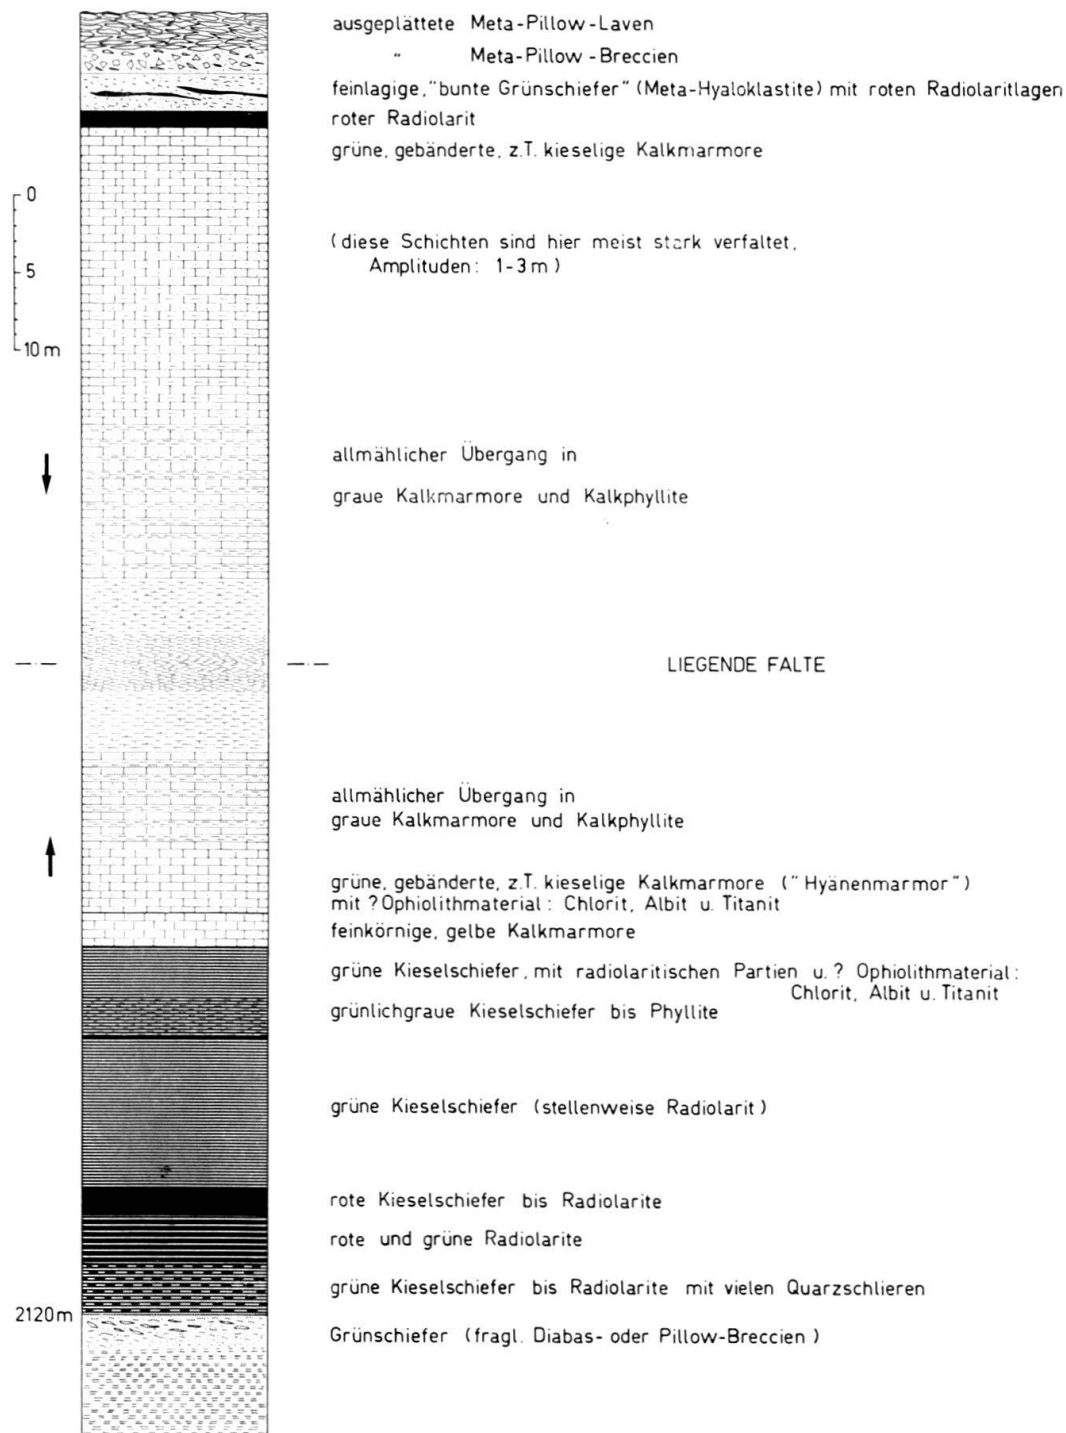 ausgeplättete Meta-Pillow-Laven
" Meta-Pillow-Breccien
feinlagige, "bunte Grünschiefer" (Meta-Hyaloklastite) mit roten Radiolaritlagen
roter Radiolarit
grüne, gebänderte, z.T. kieselige Kalkmarmore
0
(diese Schichten sind hier meist stark verfaltet,
Amplituden: 1-3m)
5
10m
allmählicher Übergang in
graue Kalkmarmore und Kalkphyllite
LIEGENDE FALTE
allmählicher Übergang in
graue Kalkmarmore und Kalkphyllite
grüne, gebänderte, z.T. kieselige Kalkmarmore ("Hyänenmarmor")
mit ?Ophiolithmaterial: Chlorit, Albit u. Titanit
feinkörnige, gelbe Kalkmarmore
grüne Kieselschiefer, mit radiolaritischen Partien u. ? Ophiolithmaterial:
Chlorit, Albit u. Titanit
grünlichgraue Kieselschiefer bis Phyllite
grüne Kieselschiefer (stellenweise Radiolarit)
rote Kieselschiefer bis Radiolarite
rote und grüne Radiolarite
grüne Kieselschiefer bis Radiolarite mit vielen Quarzschlieren
2120m
Grünschiefer (fragl. Diabas- oder Pillow-Breccien)